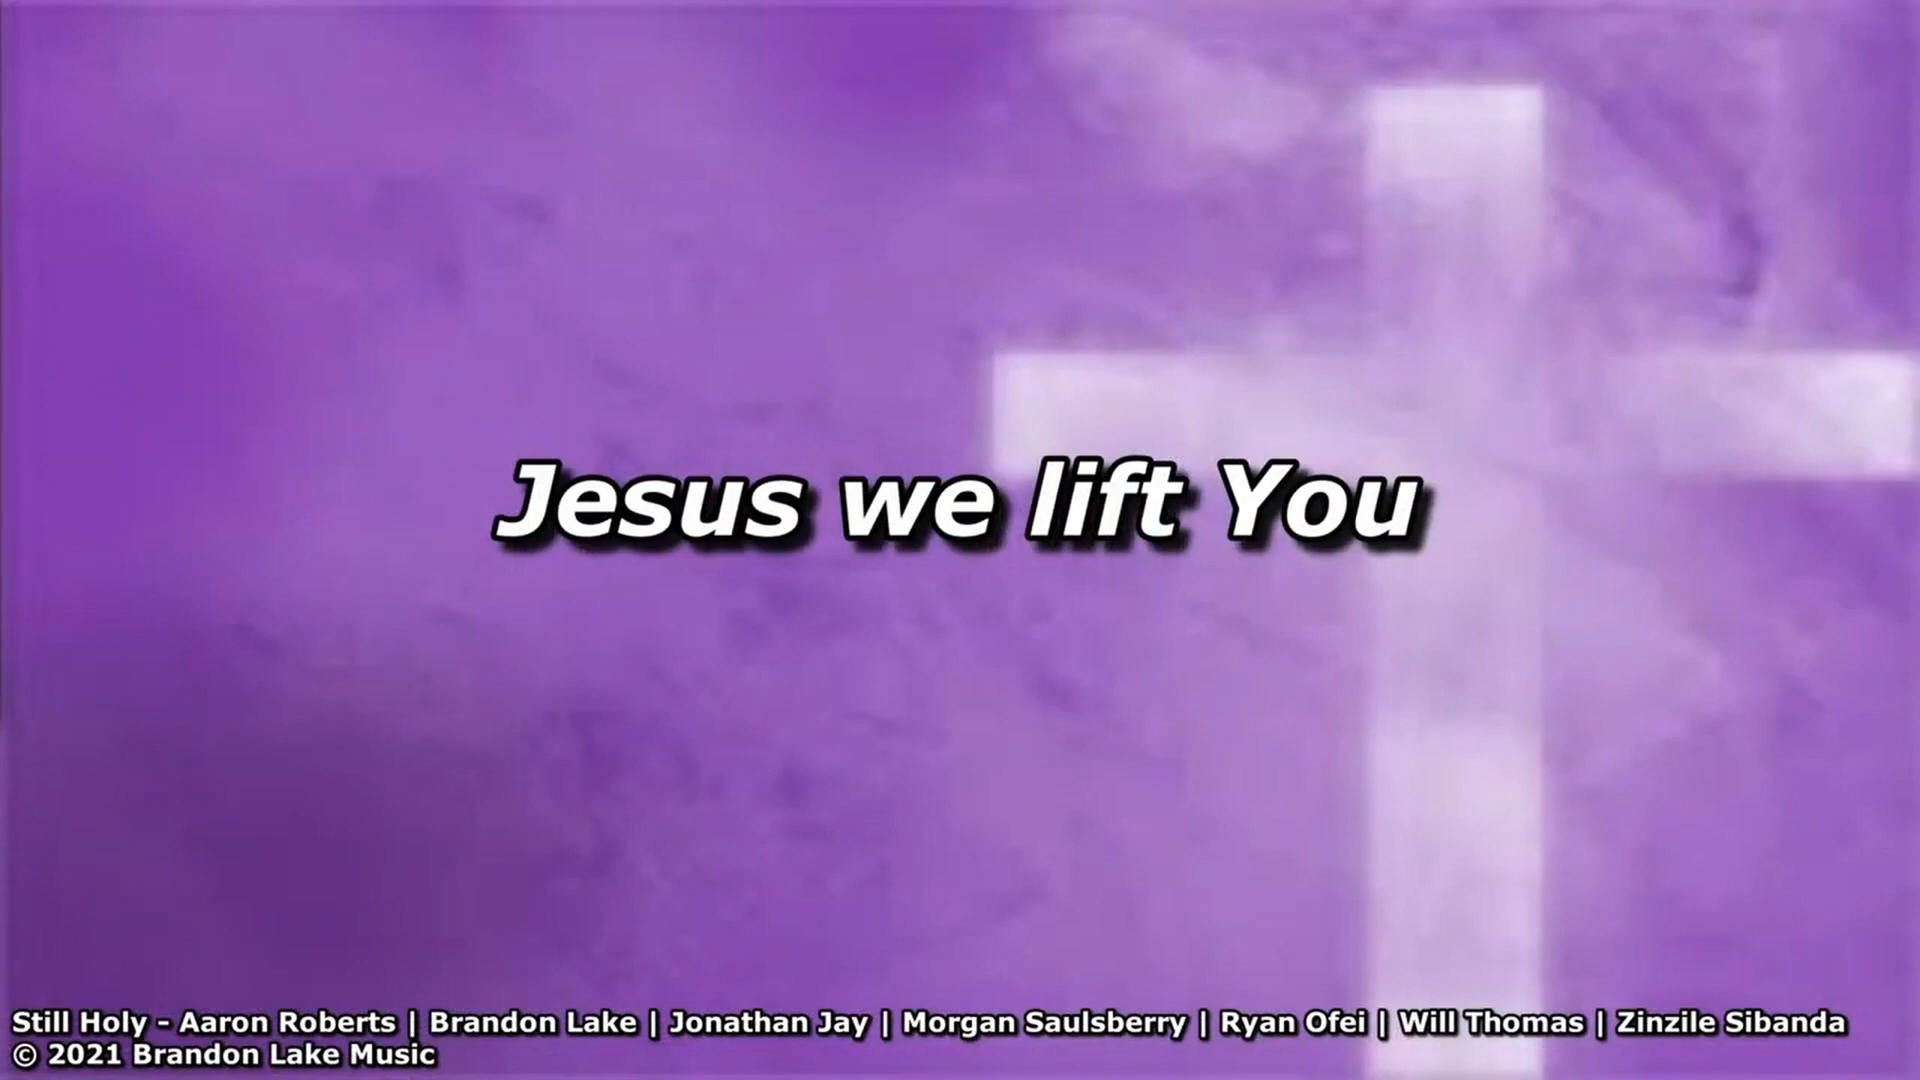 Jesus we lift You
Still Holy - Aaron Roberts | Brandon Lake | Jonathan Jay | Morgan Saulsberry | Ryan Ofei | Will Thomas | Zinzile Sibanda
© 2021 Brandon Lake Music